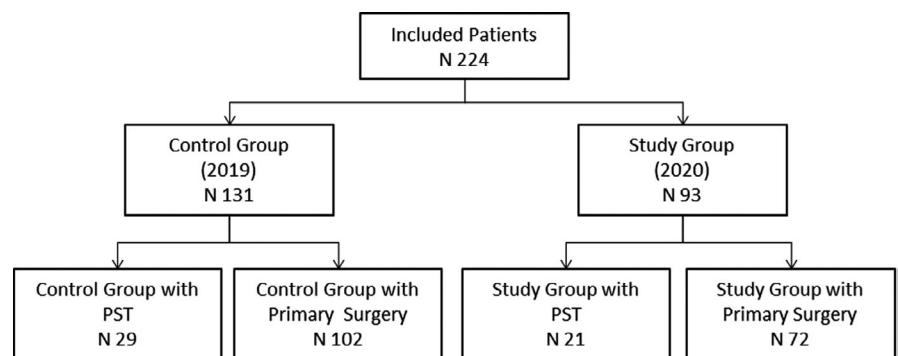 Included Patients
N 224
Control Group
(2019)
N 131
Study Group
(2020)
N 93
Control Group with
PST
N 29
Control Group with
Primary Surgery
N 102
Study Group with
PST
N 21
Study Group with
Primary Surgery
N 72